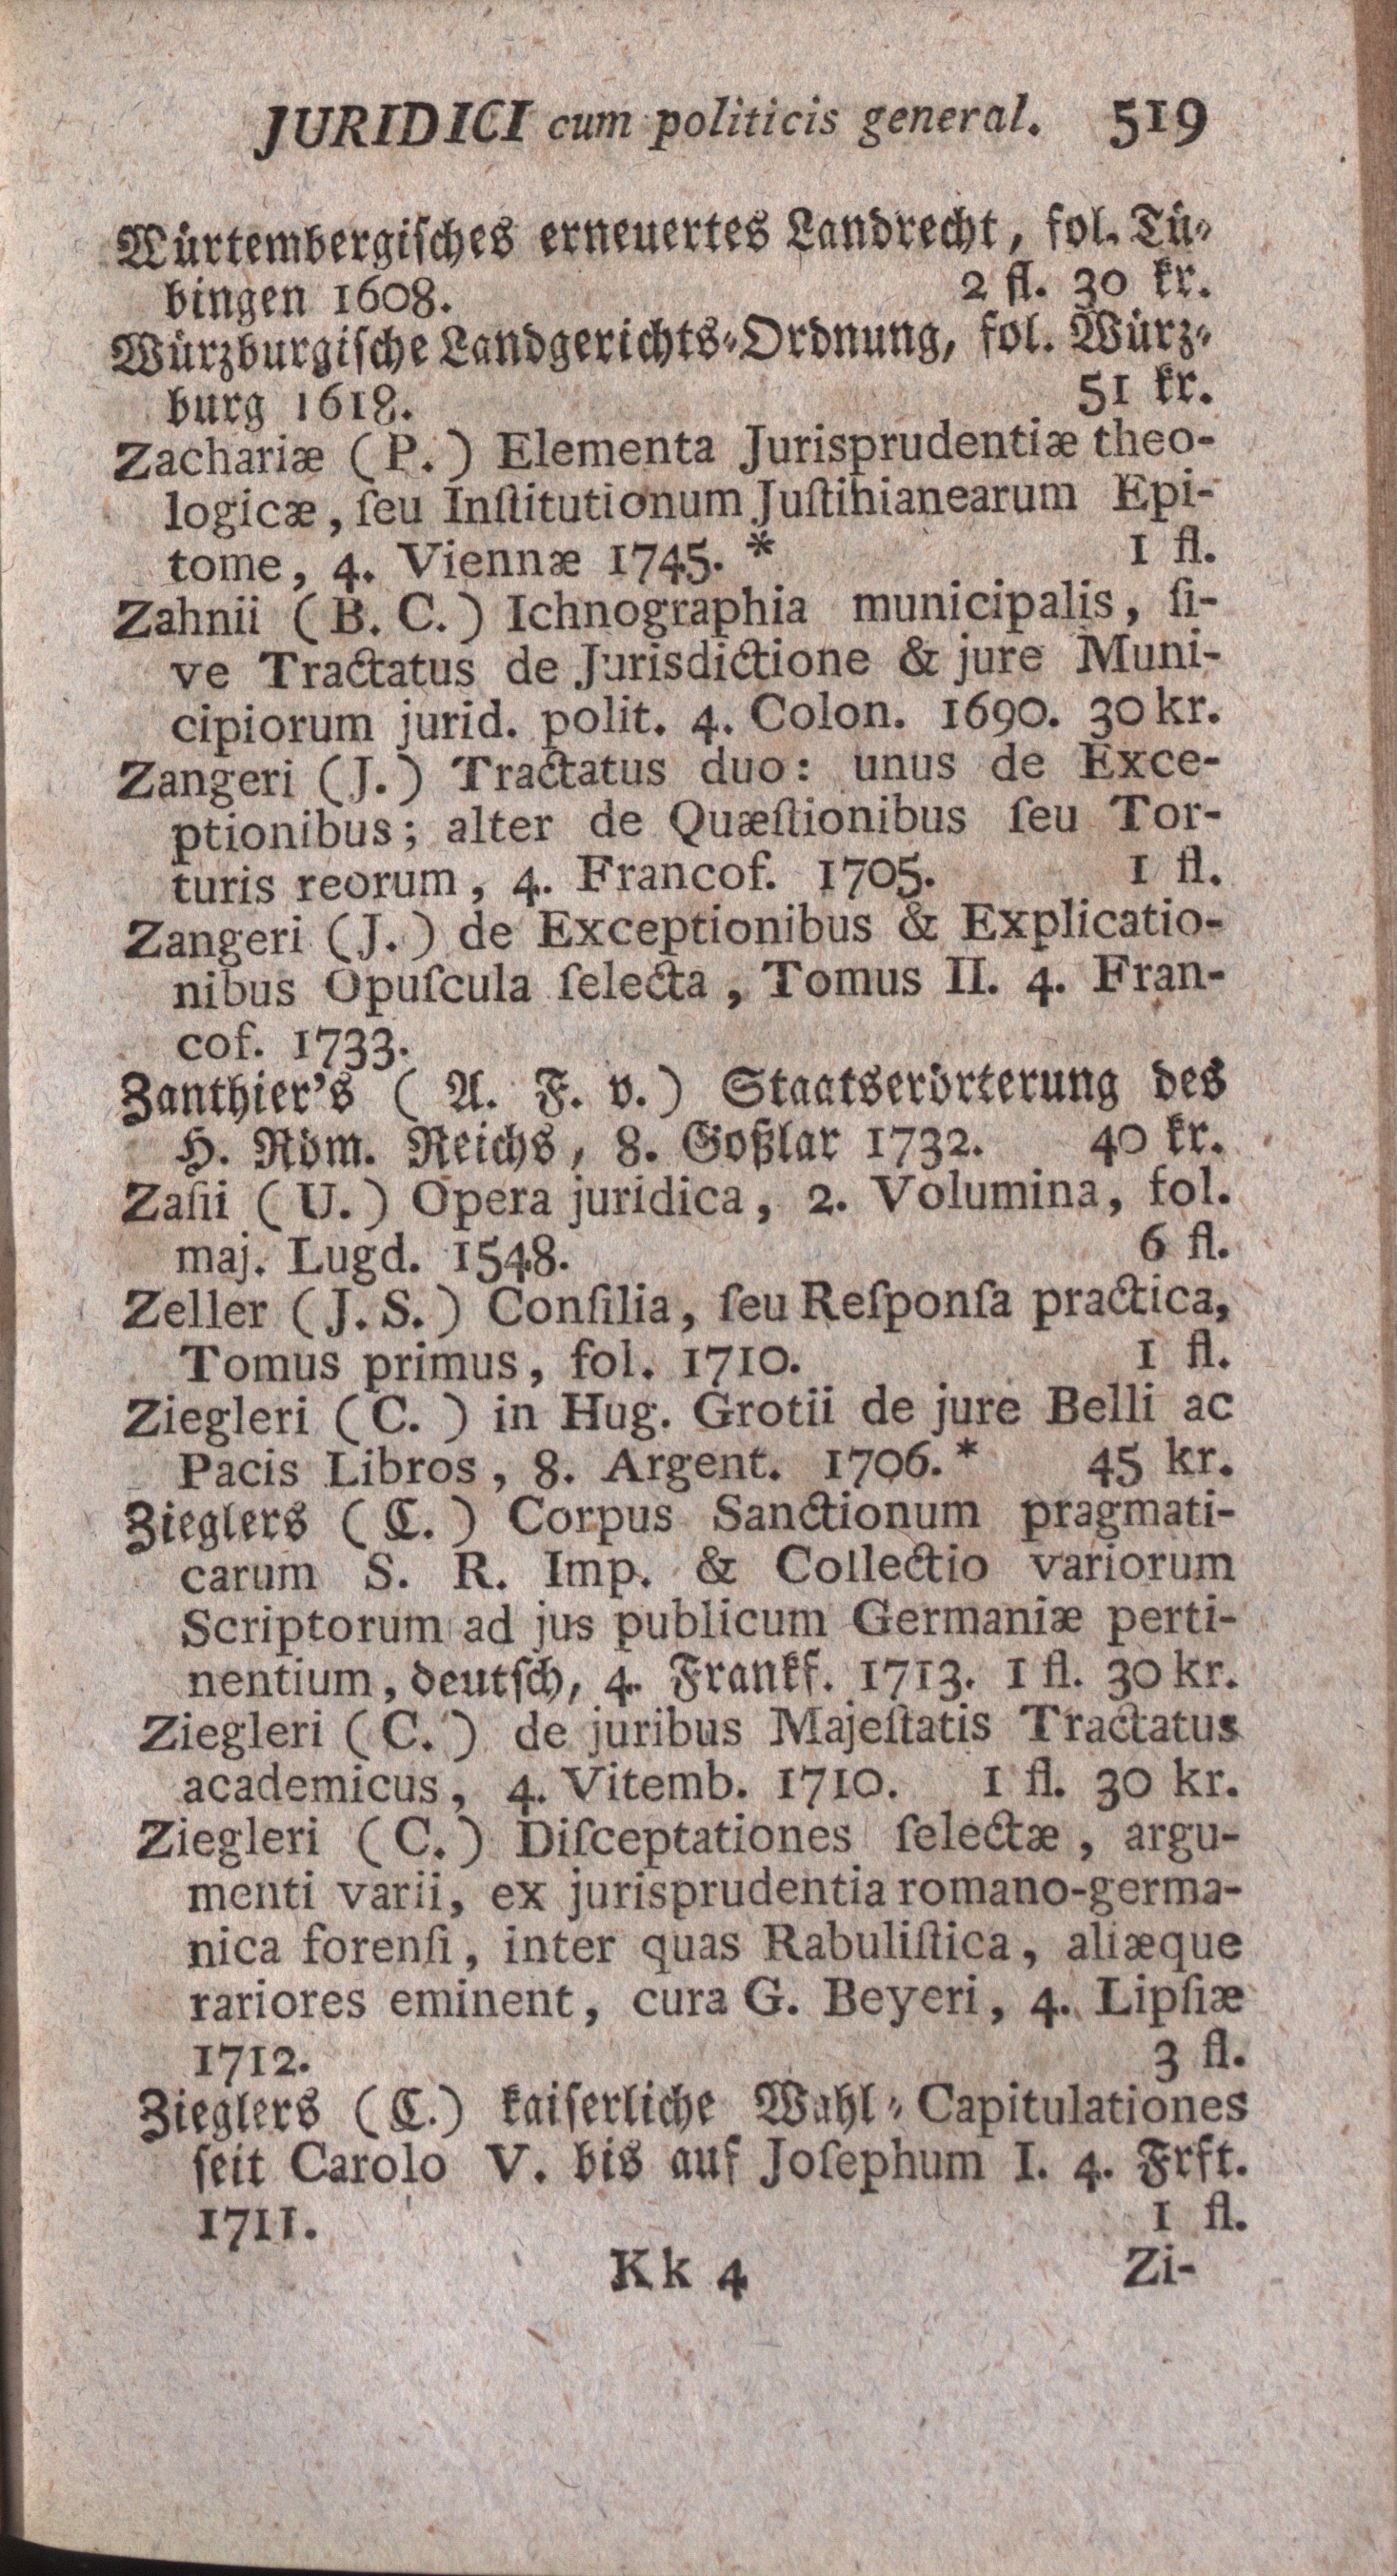 JURIDICI cum politicis general. 519
Würtembergiſches erneuertes Landrecht, fol. Tü-
bingen 1608. 2 fl. 30 kr.
Würzburgiſche Landgerichts-Ordnung, fol. Würz-
burg 1618. 51 kr.
Zachariæ (P.) Elementa Jurisprudentiæ theo-
logicæ, ſeu Inſtitutionum Juſtinianearum Epi-
tome, 4. Viennæ 1745. * 1 fl.
Zahnii (B. C.) Ichnographia municipalis, ſi-
ve Tractatus de Jurisdictione & jure Muni-
cipiorum jurid. polit. 4. Colon. 1690. 30 kr.
Zangeri (J.) Tractatus duo: unus de Exce-
ptionibus; alter de Quæſtionibus ſeu Tor-
turis reorum, 4. Francof. 1705. 1 fl.
Zangeri (J.) de Exceptionibus & Explicatio-
nibus Opuſcula ſelecta, Tomus II. 4. Fran-
cof. 1733.
Zanthier's (A. F. v.) Staatserörterung des
H. Röm. Reichs, 8. Goßlar 1732. 40 kr.
Zaſii (U.) Opera juridica, 2. Volumina, fol.
maj. Lugd. 1548. 6 fl.
Zeller (J. S.) Conſilia, ſeu Reſponſa practica,
Tomus primus, fol. 1710. 1 fl.
Ziegleri (C.) in Hug. Grotii de jure Belli ac
Pacis Libros, 8. Argent. 1706. * 45 kr.
Zieglers (C.) Corpus Sanctionum pragmati-
carum S. R. Imp. & Collectio variorum
Scriptorum ad jus publicum Germaniæ perti-
nentium, deutſch, 4. Frankf. 1713. 1 fl. 30 kr.
Ziegleri (C.) de juribus Majeſtatis Tractatus
academicus, 4. Vitemb. 1710. 1 fl. 30 kr.
Ziegleri (C.) Diſceptationes ſelectæ, argu-
menti varii, ex jurisprudentia romano-germa-
nica forenſi, inter quas Rabuliſtica, aliæque
rariores eminent, cura G. Beyeri, 4. Lipſiæ
1712. 3 fl.
Zieglers (C.) kaiſerliche Wahl-Capitulationes
ſeit Carolo V. bis auf Joſephum I. 4. Frft.
1711. 1 fl.
Kk 4 Zi-